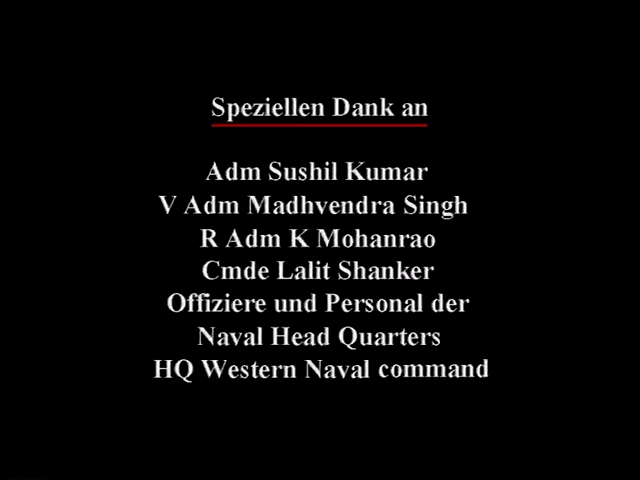 Speziellen Dank an
Adm Sushil Kumar
V Adm Madhvendra Singh
R Adm K Mohanrao
Cmde Lalit Shanker
Offiziere und Personal der
Naval Head Quarters
HQ Western Naval command